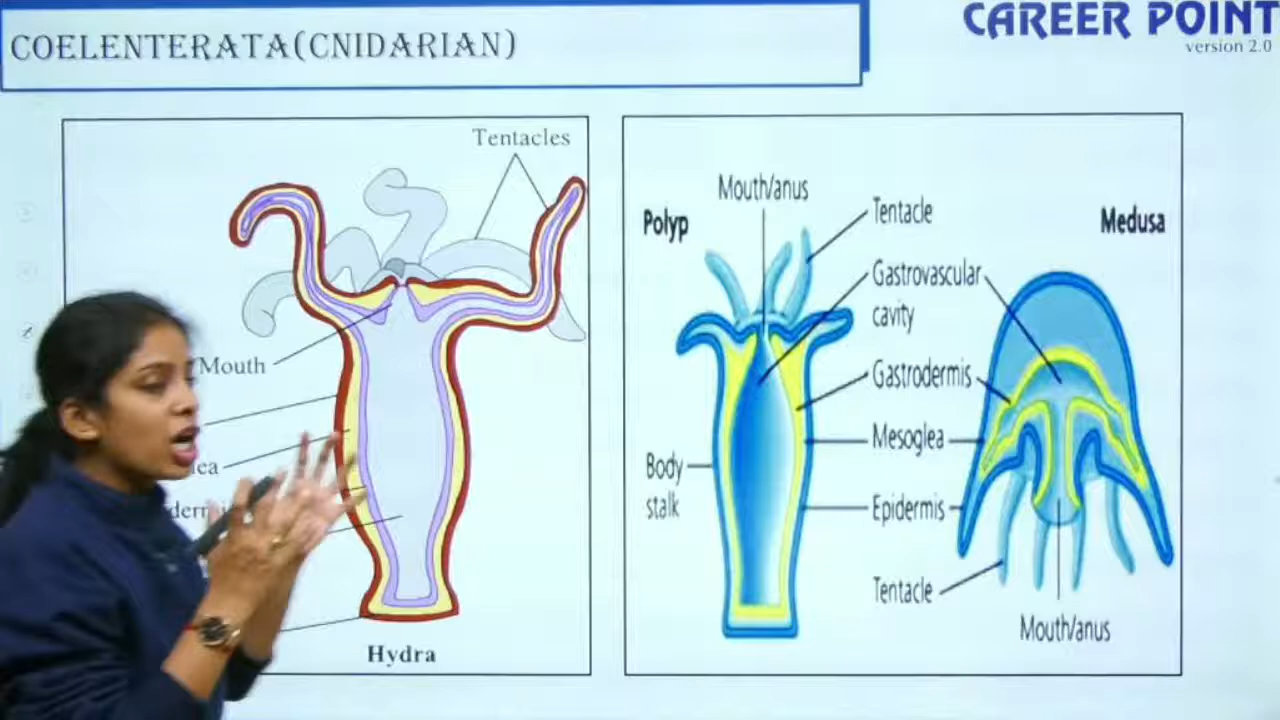 COELENTERATA(CNIDARIAN)
CAREER POINT
version 2.0
Tentacles
Mouth
Hydra
Mouth/anus
Polyp
Tentacle
Medusa
Gastrovascular
cavity
Gastrodermis
Mesoglea
Body
stalk
Epidermis
Tentacle
Mouth/anus